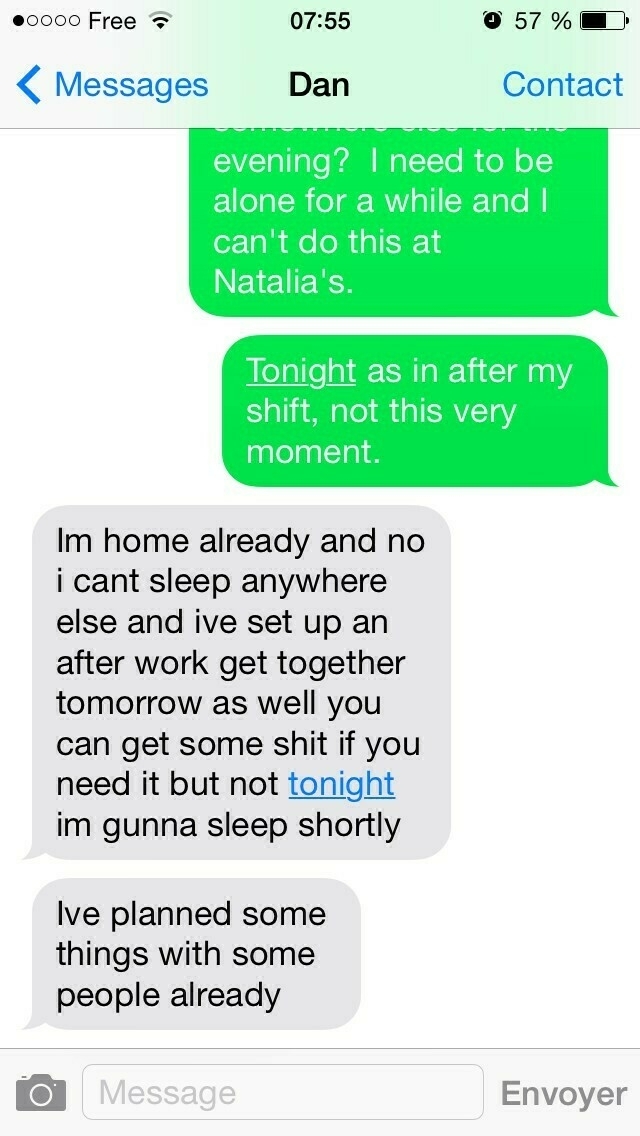 Free
07:55
57 %
Messages
Dan
Contact
evening?  I need to be
alone for a while and I
can't do this at
Natalia's.
Tonight as in after my
shift, not this very
moment.
Im home already and no
i cant sleep anywhere
else and ive set up an
after work get together
tomorrow as well you
can get some shit if you
need it but not tonight
im gunna sleep shortly
Ive planned some
things with some
people already
Message
Envoyer